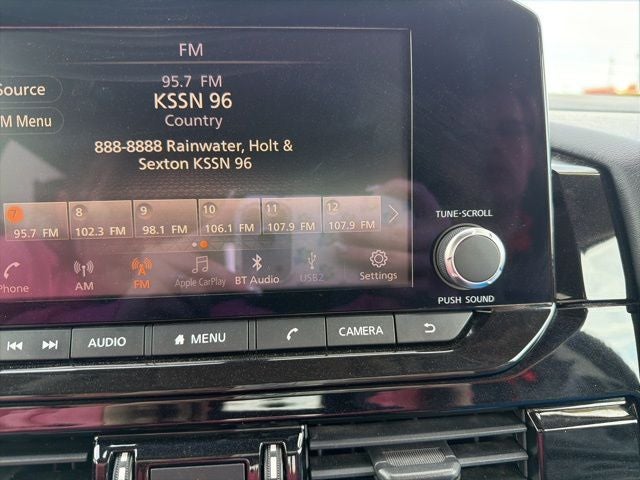 FM
Source
95.7 FM
KSSN 96
M Menu
Country
888-8888 Rainwater, Holt &
Sexton KSSN 96
7 8 9 10 11 12
95.7 FM 102.3 FM 98.1 FM 106.1 FM 107.9 FM 107.9 FM
Phone AM FM Apple CarPlay BT Audio USB2 Settings
TUNE·SCROLL
PUSH SOUND
AUDIO MENU CAMERA